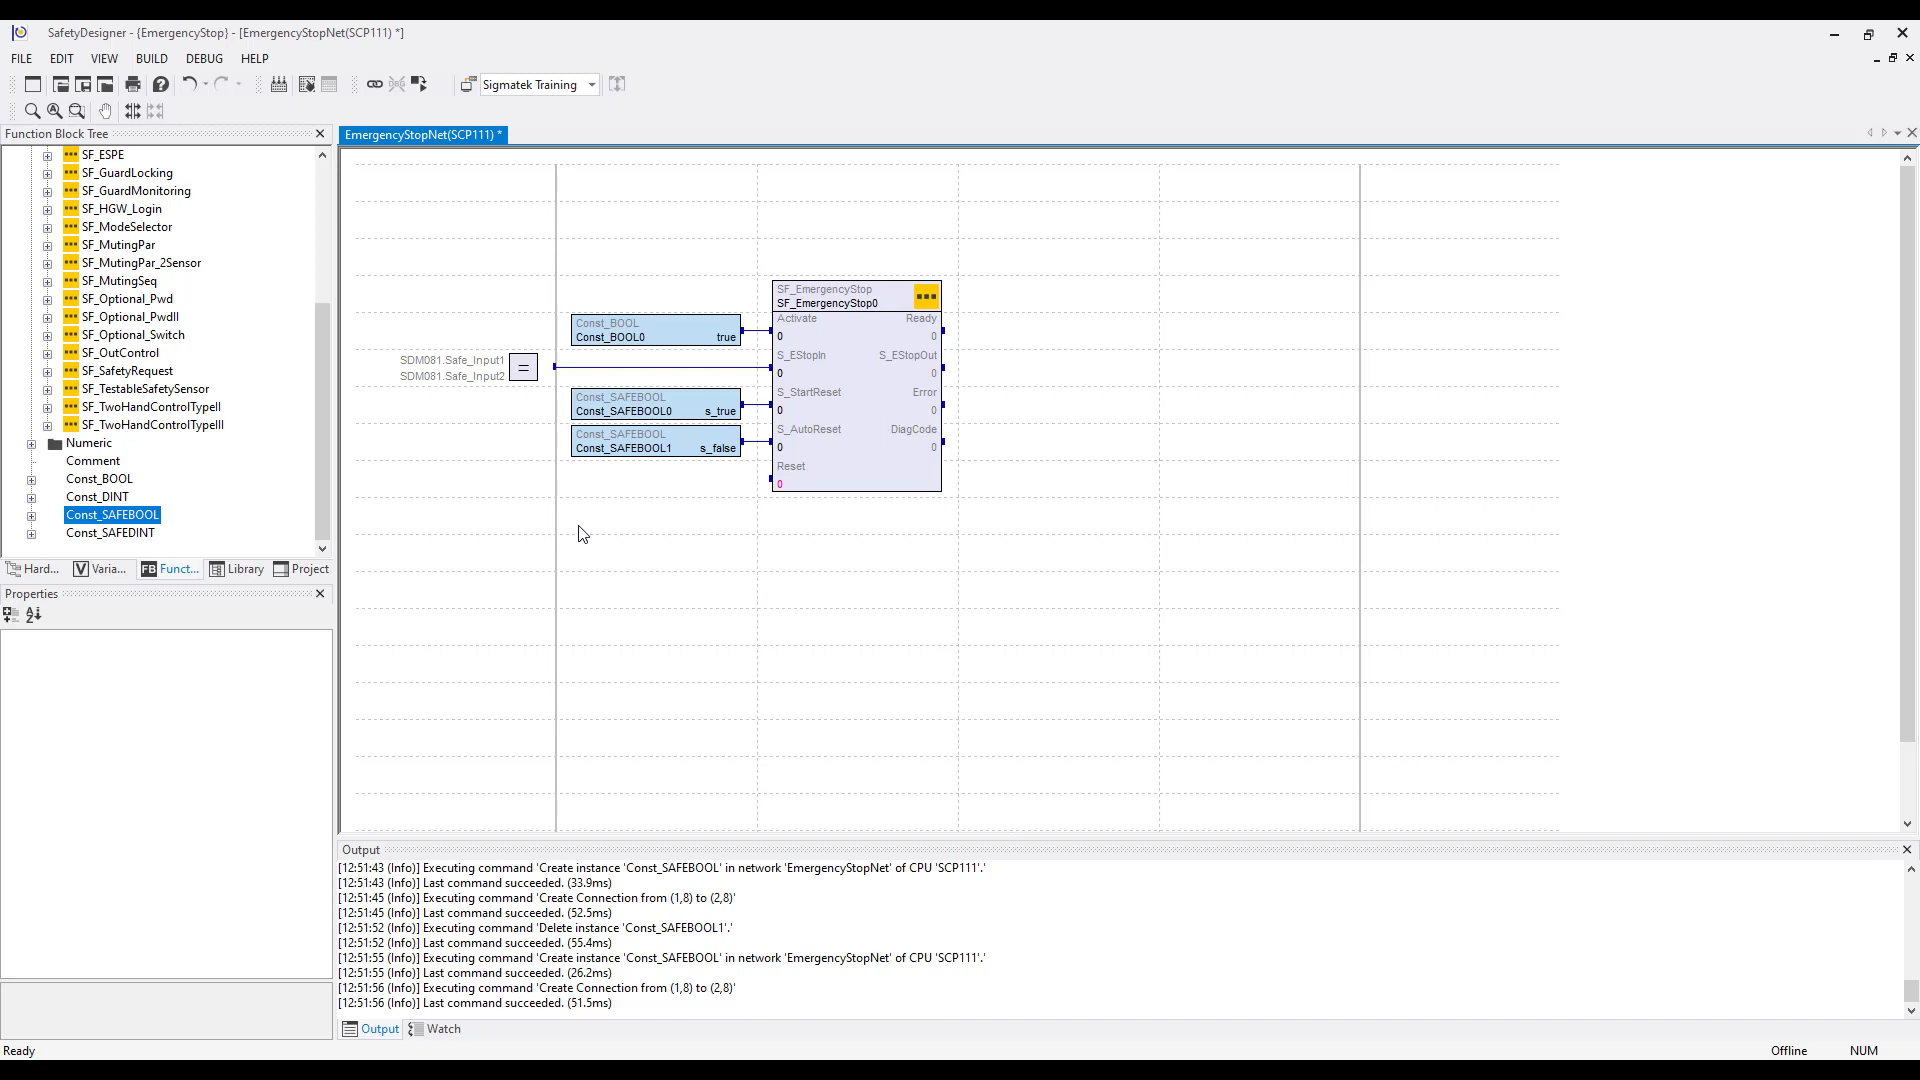 SafetyDesigner - {EmergencyStop} - [EmergencyStopNet(SCP111) *]
FILE EDIT VIEW BUILD DEBUG HELP
Sigmatek Training
Function Block Tree
EmergencyStopNet(SCP111) *
SF_ESPE
SF_GuardLocking
SF_GuardMonitoring
SF_HGW_Login
SF_ModeSelector
SF_MutingPar
SF_MutingPar_2Sensor
SF_MutingSeq
SF_Optional_Pwd
SF_Optional_PwdII
SF_Optional_Switch
SF_OutControl
SF_SafetyRequest
SF_TestableSafetySensor
SF_TwoHandControlTypeII
SF_TwoHandControlTypeIII
Numeric
Comment
Const_BOOL
Const_DINT
Const_SAFEBOOL
Const_SAFEDINT
Hard... Varia... FB Funct... Library Project
Properties
SF_EmergencyStop
SF_EmergencyStop0
Activate Ready
0 0
S_EStopIn S_EStopOut
0 0
S_StartReset Error
0 0
S_AutoReset DiagCode
0 0
Reset
0
Const_BOOL
Const_BOOL0 true
SDM081.Safe_Input1
SDM081.Safe_Input2
=
Const_SAFEBOOL
Const_SAFEBOOL0 s_true
Const_SAFEBOOL
Const_SAFEBOOL1 s_false
Output
[12:51:43 (Info)] Executing command 'Create instance 'Const_SAFEBOOL' in network 'EmergencyStopNet' of CPU 'SCP111'.'
[12:51:43 (Info)] Last command succeeded. (33.9ms)
[12:51:45 (Info)] Executing command 'Create Connection from (1,8) to (2,8)'
[12:51:45 (Info)] Last command succeeded. (52.5ms)
[12:51:52 (Info)] Executing command 'Delete instance 'Const_SAFEBOOL1'.'
[12:51:52 (Info)] Last command succeeded. (55.4ms)
[12:51:55 (Info)] Executing command 'Create instance 'Const_SAFEBOOL' in network 'EmergencyStopNet' of CPU 'SCP111'.'
[12:51:55 (Info)] Last command succeeded. (26.2ms)
[12:51:56 (Info)] Executing command 'Create Connection from (1,8) to (2,8)'
[12:51:56 (Info)] Last command succeeded. (51.5ms)
Output Watch
Ready Offline NUM